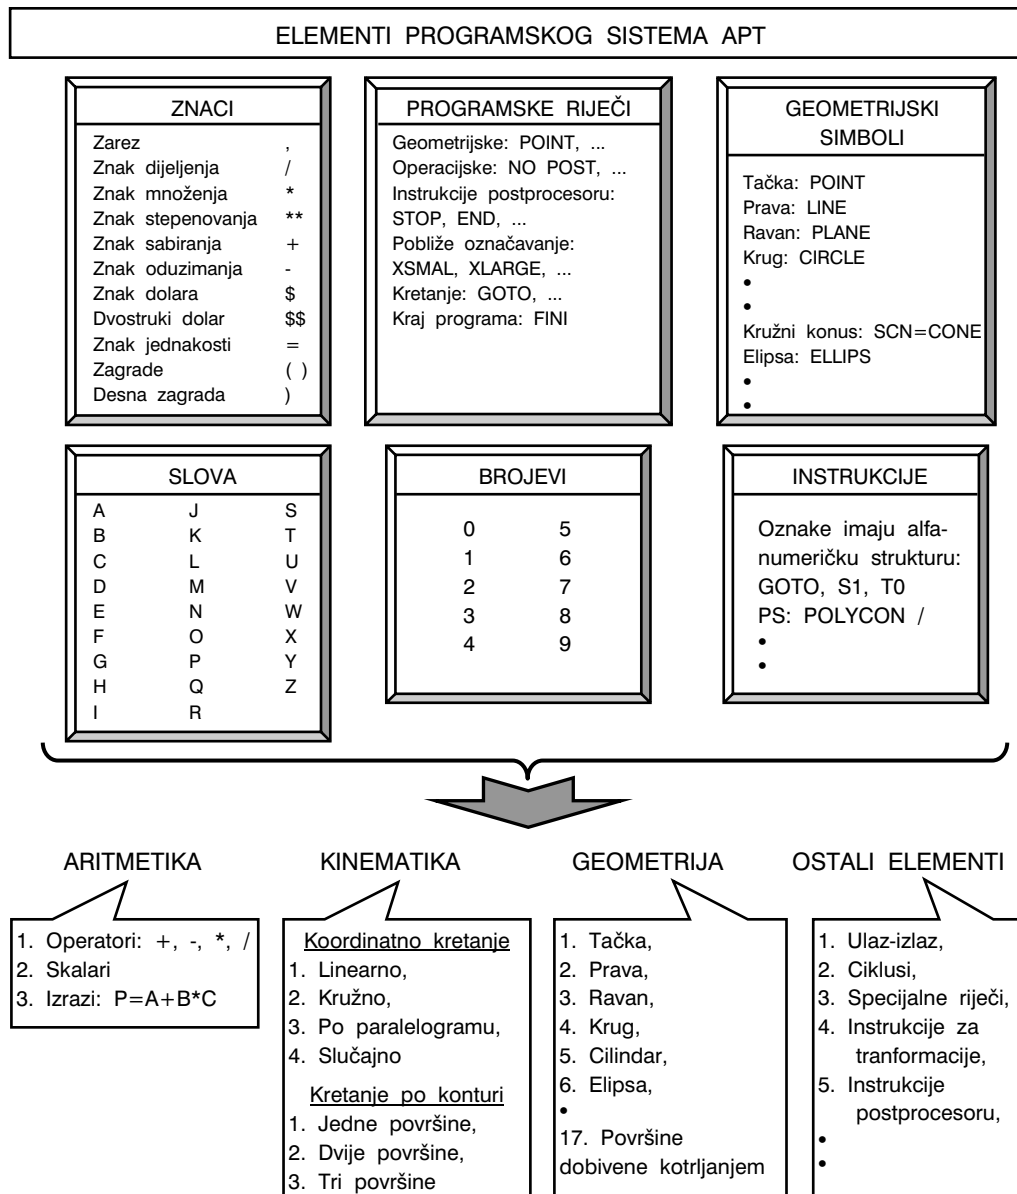 ELEMENTI PROGRAMSKOG SISTEMA APT
ZNACI
Zarez ,
Znak dijeljenja /
Znak množenja *
Znak stepenovanja **
Znak sabiranja +
Znak oduzimanja -
Znak dolara $
Dvostruki dolar $$
Znak jednakosti =
Zagrade ( )
Desna zagrada )
PROGRAMSKE RIJEČI
Geometrijske: POINT, ...
Operacijske: NO POST, ...
Instrukcije postprocesoru:
STOP, END, ...
Pobliže označavanje:
XSMAL, XLARGE, ...
Kretanje: GOTO, ...
Kraj programa: FINI
GEOMETRIJSKI
SIMBOLI
Tačka: POINT
Prava: LINE
Ravan: PLANE
Krug: CIRCLE
•
•
Kružni konus: SCN=CONE
Elipsa: ELLIPS
•
•
SLOVA
A J S
B K T
C L U
D M V
E N W
F O X
G P Y
H Q Z
I R
BROJEVI
0 5
1 6
2 7
3 8
4 9
INSTRUKCIJE
Oznake imaju alfa-
numeričku strukturu:
GOTO, S1, T0
PS: POLYCON /
•
•
ARITMETIKA
1. Operatori: +, -, *, /
2. Skalari
3. Izrazi: P=A+B*C
KINEMATIKA
Koordinatno kretanje
1. Linearno,
2. Kružno,
3. Po paralelogramu,
4. Slučajno
Kretanje po konturi
1. Jedne površine,
2. Dvije površine,
3. Tri površine
GEOMETRIJA
1. Tačka,
2. Prava,
3. Ravan,
4. Krug,
5. Cilindar,
6. Elipsa,
•
17. Površine
dobivene kotrljanjem
OSTALI ELEMENTI
1. Ulaz-izlaz,
2. Ciklusi,
3. Specijalne riječi,
4. Instrukcije za
tranformacije,
5. Instrukcije
postprocesoru,
•
•